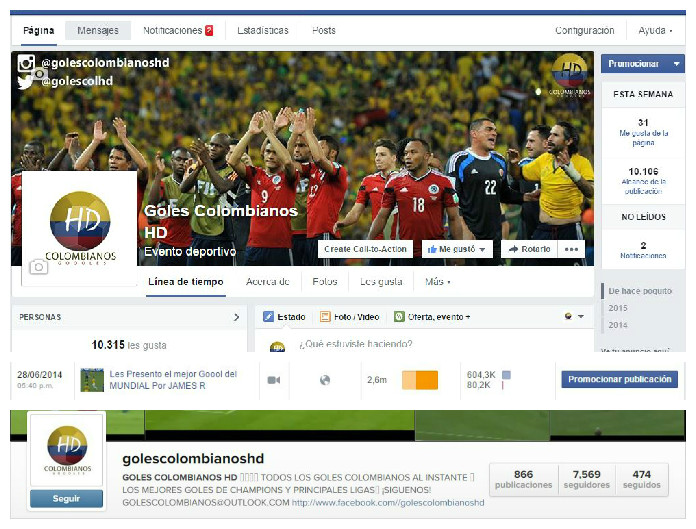 Página Mensajes Notificaciones 2 Estadísticas Posts Configuración Ayuda
@golescolombianoshd
@golescolhd
HD
COLOMBIANOS
Promocionar
ESTA SEMANA
31
Me gusta de la página
10.106
Alcance de la publicación
NO LEÍDOS
2
Notificaciones
De hace poquito
2015
2014
HD
COLOMBIANOS
Goles Colombianos
HD
Evento deportivo
Create Call-to-Action Me gustó Rotarlo
Línea de tiempo Acerca de Fotos Les gusta Más
PERSONAS
10.315 les gusta
Estado Foto / Video Oferta, evento +
¿Qué estuviste haciendo?
28/06/2014
05:40 p.m.
Les Presento el mejor Goool del
MUNDIAL Por JAMES R
2,6m
604,3K
80,2K
Promocionar publicación
HD
COLOMBIANOS
Seguir
golescolombianoshd
GOLES COLOMBIANOS HD TODOS LOS GOLES COLOMBIANOS AL INSTANTE
LOS MEJORES GOLES DE CHAMPIONS Y PRINCIPALES LIGAS ¡SIGUENOS!
GOLESCOLOMBIANOS@OUTLOOK.COM http://www.facebook.com//golescolombianoshd
866
publicaciones
7,569
seguidores
474
seguidos